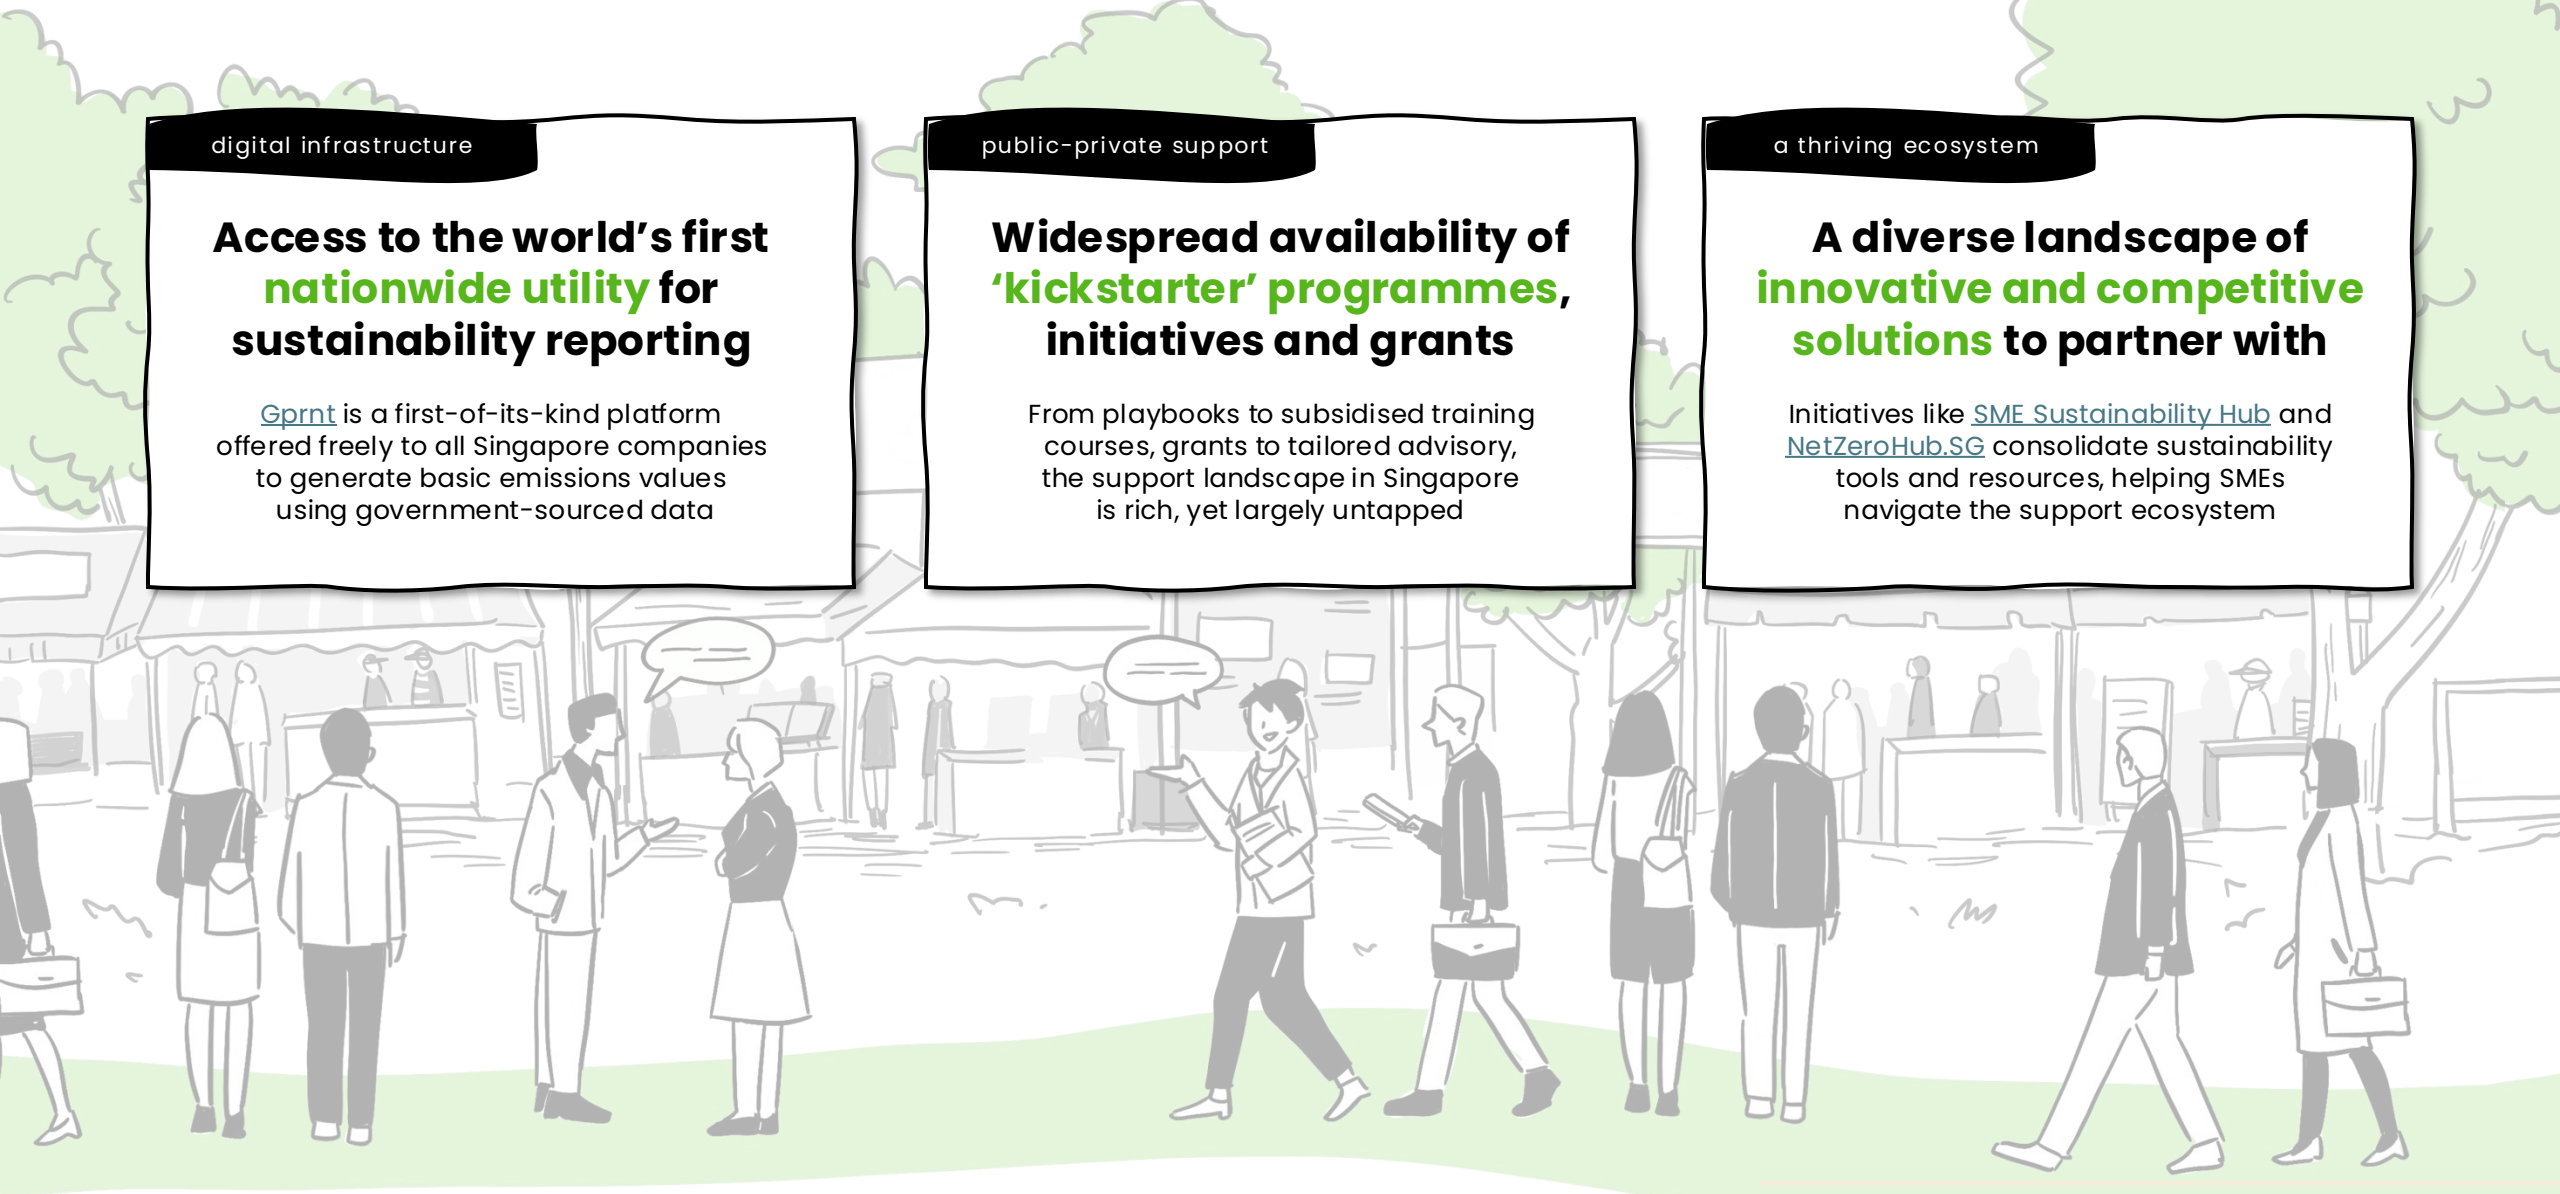 digital infrastructure
Access to the world’s first
nationwide utility for
sustainability reporting
Gprnt is a first-of-its-kind platform
offered freely to all Singapore companies
to generate basic emissions values
using government-sourced data
public-private support
Widespread availability of
‘kickstarter’ programmes,
initiatives and grants
From playbooks to subsidised training
courses, grants to tailored advisory,
the support landscape in Singapore
is rich, yet largely untapped
a thriving ecosystem
A diverse landscape of
innovative and competitive
solutions to partner with
Initiatives like SME Sustainability Hub and
NetZeroHub.SG consolidate sustainability
tools and resources, helping SMEs
navigate the support ecosystem